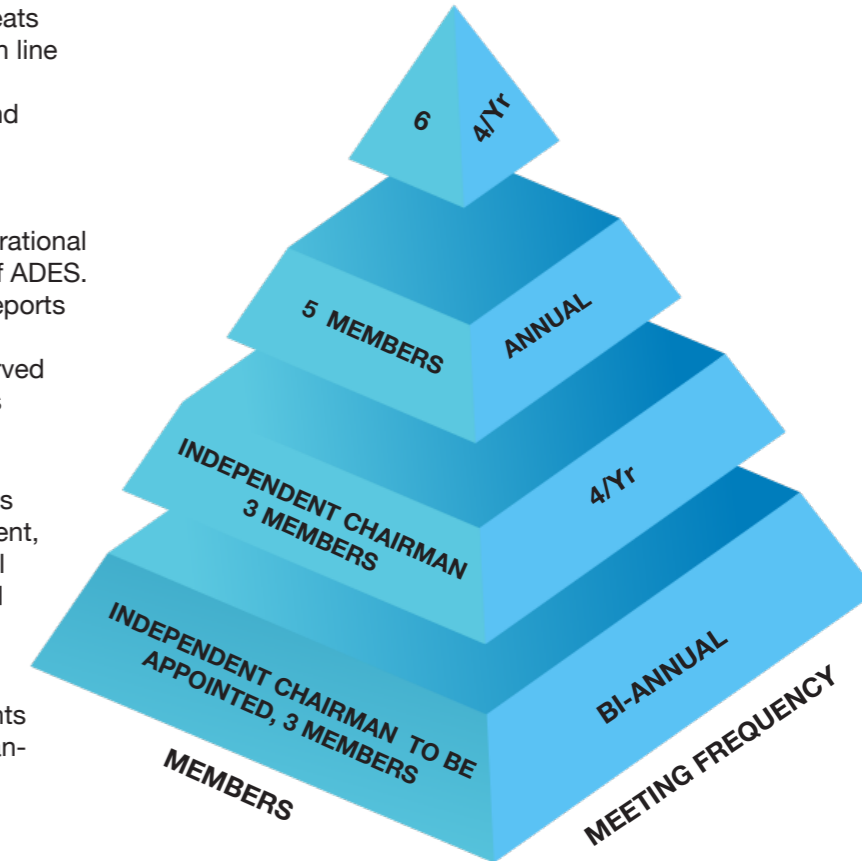 eats
n line
nd
rational
f ADES.
eports
rved
s
s
ent,
l
l
nts
an-
6
4/Yr
5 MEMBERS
ANNUAL
INDEPENDENT CHAIRMAN
3 MEMBERS
4/Yr
INDEPENDENT CHAIRMAN TO BE
APPOINTED, 3 MEMBERS
BI-ANNUAL
MEMBERS
MEETING FREQUENCY